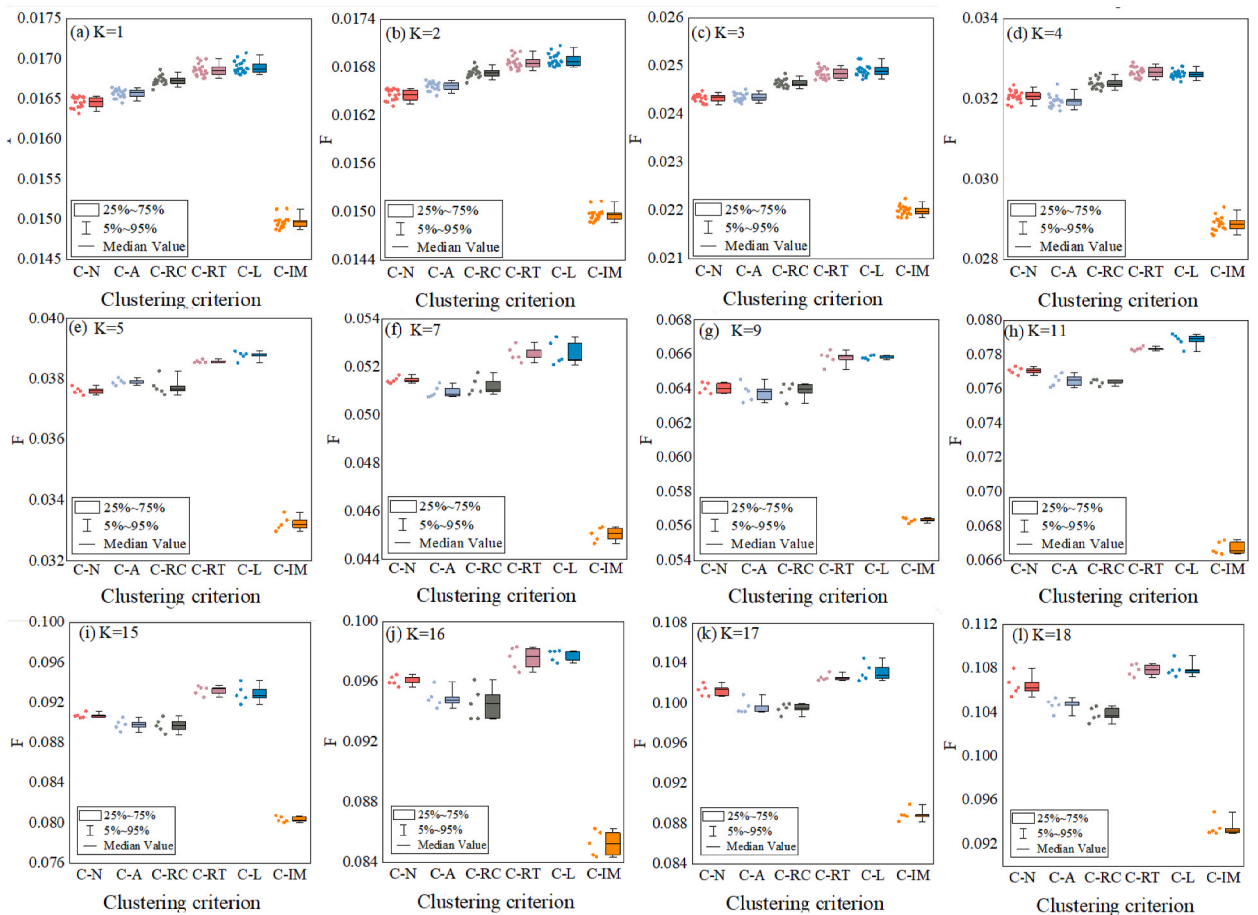 (a) K=1
0.0175
0.0170
0.0165
0.0160
0.0155
0.0150
0.0145
25%~75%
5%~95%
Median Value
C-N C-A C-RC C-RT C-L C-IM
Clustering criterion
(b) K=2
0.0174
0.0168
0.0162
0.0156
0.0150
0.0144
F
25%~75%
5%~95%
Median Value
C-N C-A C-RC C-RT C-L C-IM
Clustering criterion
(c) K=3
0.026
0.025
0.024
0.023
0.022
0.021
F
25%~75%
5%~95%
Median Value
C-N C-A C-RC C-RT C-L C-IM
Clustering criterion
(d) K=4
0.034
0.032
0.030
0.028
F
25%~75%
5%~95%
Median Value
C-N C-A C-RC C-RT C-L C-IM
Clustering criterion
(e) K=5
0.040
0.038
0.036
0.034
0.032
F
25%~75%
5%~95%
Median Value
C-N C-A C-RC C-RT C-L C-IM
Clustering criterion
(f) K=7
0.054
0.052
0.050
0.048
0.046
0.044
F
25%~75%
5%~95%
Median Value
C-N C-A C-RC C-RT C-L C-IM
Clustering criterion
(g) K=9
0.068
0.066
0.064
0.062
0.060
0.058
0.056
0.054
F
25%~75%
5%~95%
Median Value
C-N C-A C-RC C-RT C-L C-IM
Clustering criterion
(h) K=11
0.080
0.078
0.076
0.074
0.072
0.070
0.068
0.066
F
25%~75%
5%~95%
Median Value
C-N C-A C-RC C-RT C-L C-IM
Clustering criterion
(i) K=15
0.100
0.096
0.092
0.088
0.084
0.080
0.076
F
25%~75%
5%~95%
Median Value
C-N C-A C-RC C-RT C-L C-IM
Clustering criterion
(j) K=16
0.100
0.096
0.092
0.088
0.084
F
25%~75%
5%~95%
Median Value
C-N C-A C-RC C-RT C-L C-IM
Clustering criterion
(k) K=17
0.108
0.104
0.100
0.096
0.092
0.088
0.084
F
25%~75%
5%~95%
Median Value
C-N C-A C-RC C-RT C-L C-IM
Clustering criterion
(l) K=18
0.112
0.108
0.104
0.100
0.096
0.092
F
25%~75%
5%~95%
Median Value
C-N C-A C-RC C-RT C-L C-IM
Clustering criterion